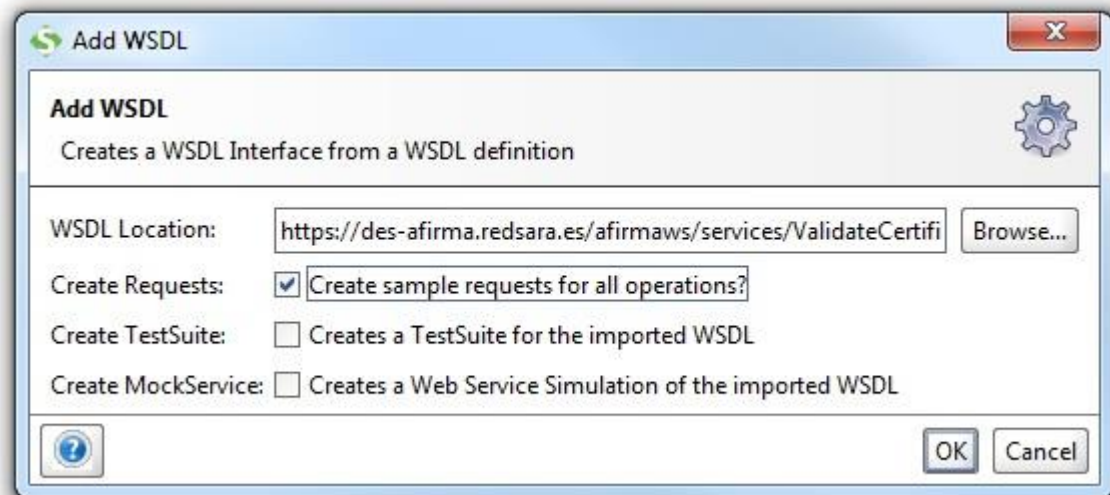 Add WSDL
Add WSDL
Creates a WSDL Interface from a WSDL definition
WSDL Location: https://des-afirma.redsara.es/afirmaws/services/ValidateCertifi Browse...
Create Requests: Create sample requests for all operations?
Create TestSuite: Creates a TestSuite for the imported WSDL
Create MockService: Creates a Web Service Simulation of the imported WSDL
? OK Cancel